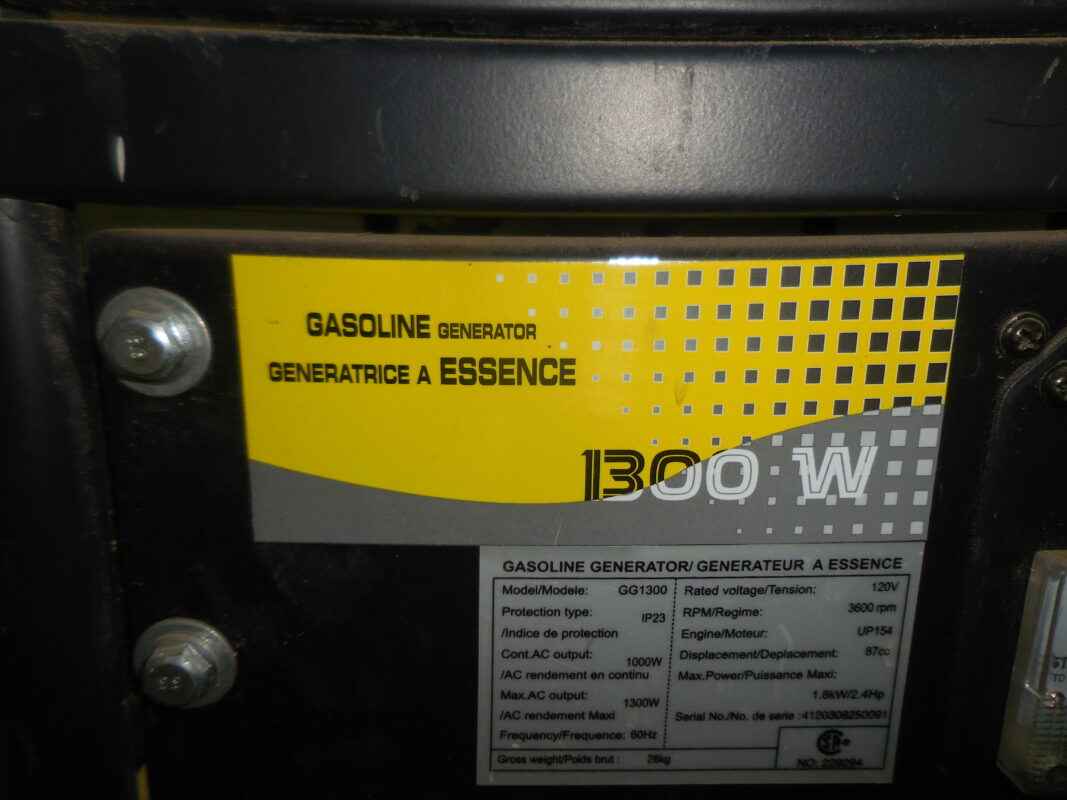 GASOLINE GENERATOR
GENERATRICE A ESSENCE
1300 W
GASOLINE GENERATOR/ GENERATEUR A ESSENCE
Model/Modele: GG1300
Protection type: IP23
/Indice de protection
Cont.AC output: 1000W
/AC rendement en continu
Max.AC output: 1300W
/AC rendement Maxi
Frequency/Frequence: 60Hz
Rated voltage/Tension: 120V
RPM/Regime: 3600 rpm
Engine/Moteur: UP154
Displacement/Deplacement: 87cc
Max.Power/Puissance Maxi:
1.8kW/2.4Hp
Serial No./No. de serie :
Gross weight/Poids brut :
NO: